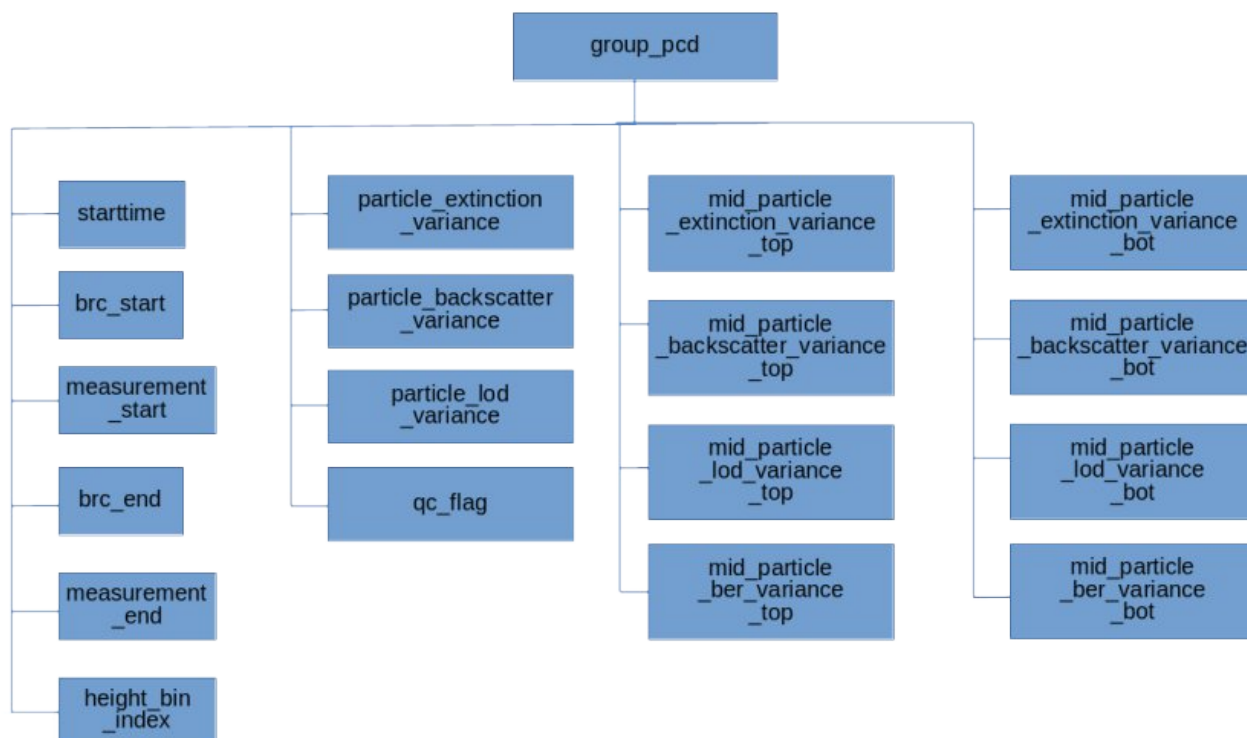 group_pcd
starttime
brc_start
measurement
_start
brc_end
measurement
_end
height_bin
_index
particle_extinction
_variance
particle_backscatter
_variance
particle_lod
_variance
qc_flag
mid_particle
_extinction_variance
_top
mid_particle
_backscatter_variance
_top
mid_particle
_lod_variance
_top
mid_particle
_ber_variance
_top
mid_particle
_extinction_variance
_bot
mid_particle
_backscatter_variance
_bot
mid_particle
_lod_variance
_bot
mid_particle
_ber_variance
_bot